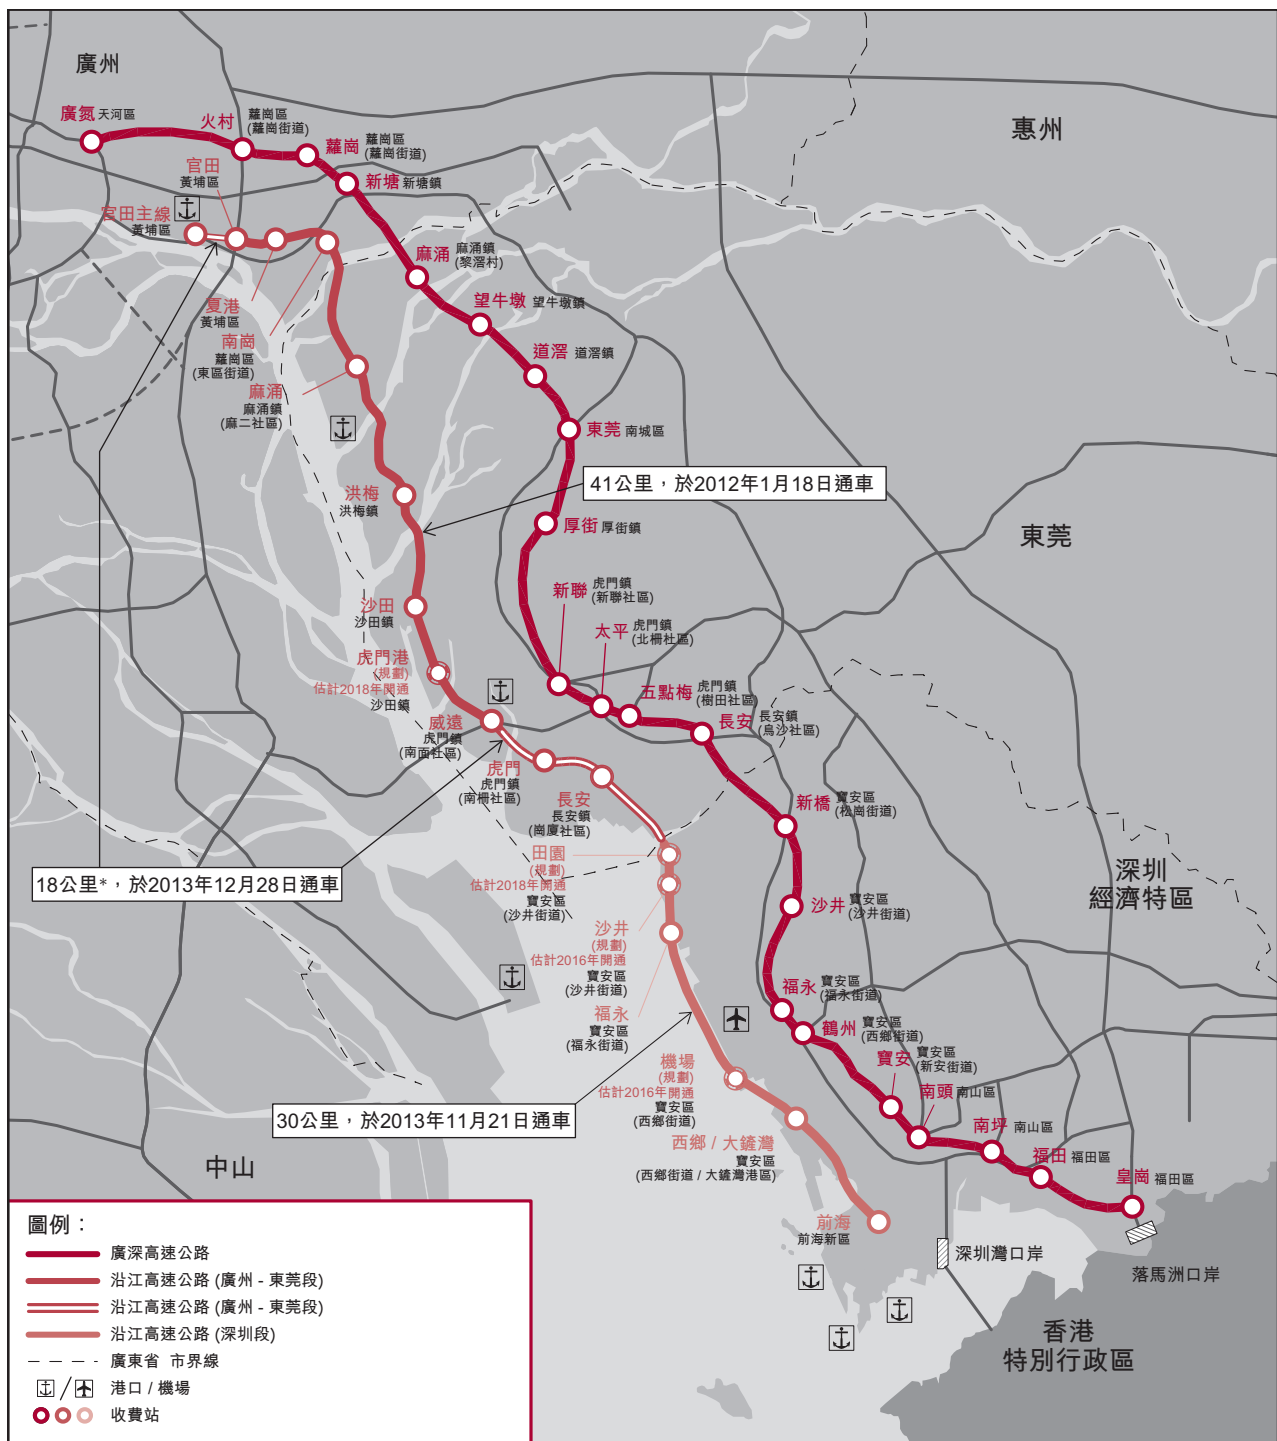 廣州
惠州
廣氮 天河區
火村 蘿崗區
(蘿崗街道)
蘿崗 蘿崗區
(蘿崗街道)
官田
黃埔區
新塘 新塘鎮
官田主線
黃埔區
麻涌 麻涌鎮
(黎滘村)
夏港
黃埔區
望牛墩 望牛墩鎮
南崗
蘿崗區
(東區街道)
道滘 道滘鎮
麻涌
麻涌鎮
(麻二社區)
東莞 南城區
41公里，於2012年1月18日通車
洪梅
洪梅鎮
厚街 厚街鎮
東莞
新聯 虎門鎮
(新聯社區)
沙田
沙田鎮
太平 虎門鎮
(北柵社區)
虎門港
(規劃)
估計2018年開通
沙田鎮
五點梅 虎門鎮
(樹田社區)
威遠
虎門鎮
(南面社區)
長安 長安鎮
(烏沙社區)
虎門
虎門鎮
(南柵社區)
長安
長安鎮
(崗廈社區)
新橋 寶安區
(松崗街道)
田園
(規劃)
估計2018年開通
寶安區
(沙井街道)
18公里*，於2013年12月28日通車
深圳
經濟特區
沙井 寶安區
(沙井街道)
沙井
(規劃)
估計2016年開通
寶安區
(沙井街道)
福永 寶安區
(福永街道)
福永
寶安區
(福永街道)
鶴州 寶安區
(西鄉街道)
機場
(規劃)
估計2016年開通
寶安區
(西鄉街道)
寶安 寶安區
(新安街道)
南頭 南山區
30公里，於2013年11月21日通車
南坪 南山區
西鄉 / 大鏟灣
寶安區
(西鄉街道 / 大鏟灣港區)
福田 福田區
中山
皇崗 福田區
前海
前海新區
深圳灣口岸
落馬洲口岸
香港
特別行政區
圖例：
廣深高速公路
沿江高速公路 (廣州 - 東莞段)
沿江高速公路 (廣州 - 東莞段)
沿江高速公路 (深圳段)
廣東省 市界線
港口 / 機場
收費站